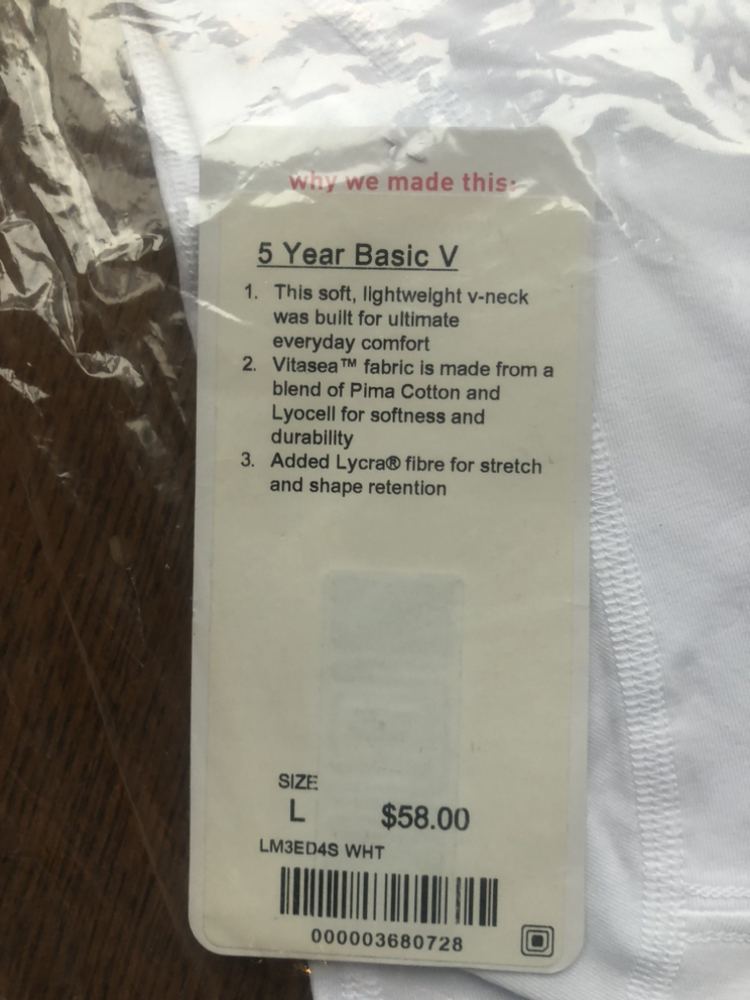 why we made this:
5 Year Basic V
1. This soft, lightweight v-neck
was built for ultimate
everyday comfort
2. Vitasea™ fabric is made from a
blend of Pima Cotton and
Lyocell for softness and
durability
3. Added Lycra® fibre for stretch
and shape retention
SIZE
L $58.00
LM3ED4S WHT
000003680728